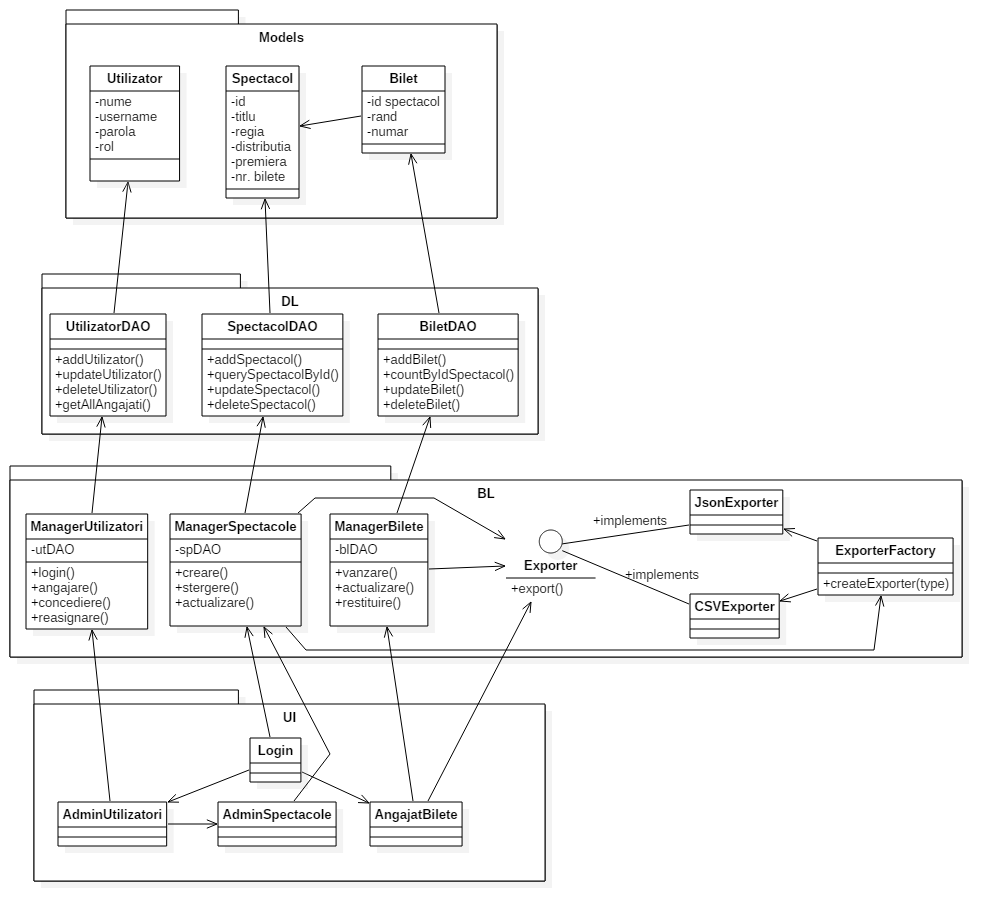 Models
Utilizator
-nume
-username
-parola
-rol
Spectacol
-id
-titlu
-regia
-distributia
-premiera
-nr. bilete
Bilet
-id spectacol
-rand
-numar
DL
UtilizatorDAO
+addUtilizator()
+updateUtilizator()
+deleteUtilizator()
+getAllAngajati()
SpectacolDAO
+addSpectacol()
+querySpectacolById()
+updateSpectacol()
+deleteSpectacol()
BiletDAO
+addBilet()
+countByIdSpectacol()
+updateBilet()
+deleteBilet()
BL
ManagerUtilizatori
-utDAO
+login()
+angajare()
+concediere()
+reasignare()
ManagerSpectacole
-spDAO
+creare()
+stergere()
+actualizare()
ManagerBilete
-blDAO
+vanzare()
+actualizare()
+restituire()
Exporter
+export()
+implements
+implements
JsonExporter
CSVExporter
ExporterFactory
+createExporter(type)
UI
Login
AdminUtilizatori
AdminSpectacole
AngajatBilete